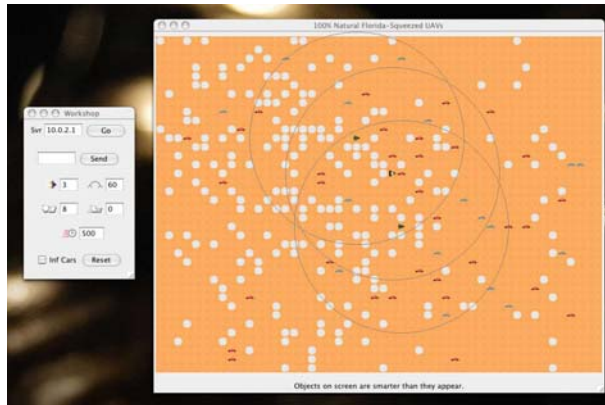 100% Natural Florida-Squeezed UAVs
Workshop
Svr 10.0.2.1 Go
Send
3 60
8 0
500
Inf Cars Reset
Objects on screen are smarter than they appear.